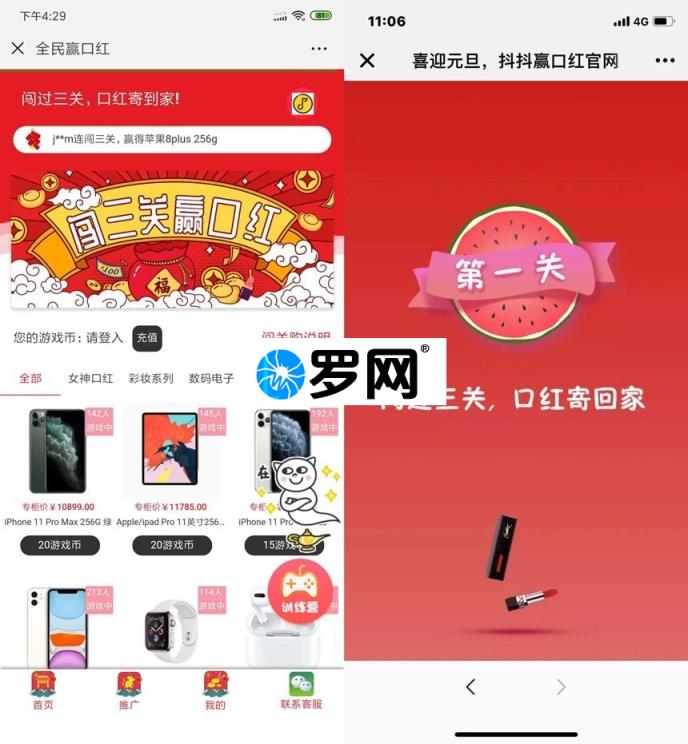 下午4:29
81
全民赢口红
闯过三关，口红寄到家!
j**m连闯三关，赢得苹果8plus 256g
闯三关赢口红
100
福
您的游戏币：请登入
充值
闯关购说明
全部
女神口红
彩妆系列
数码电子
142人
游戏中
145人
游戏中
192人
游戏中
在
专柜价￥10899.00
专柜价￥11785.00
专柜价
iPhone 11 Pro Max 256G 绿
Apple/ipad Pro 11英寸256...
iPhone 11 Pro
20游戏币
20游戏币
15游戏币
213人
游戏中
114人
游戏中
训练营
首页
推广
我的
联系客服
罗网®
11:06
4G
喜迎元旦，抖抖赢口红官网
第一关
闯过三关, 口红寄回家